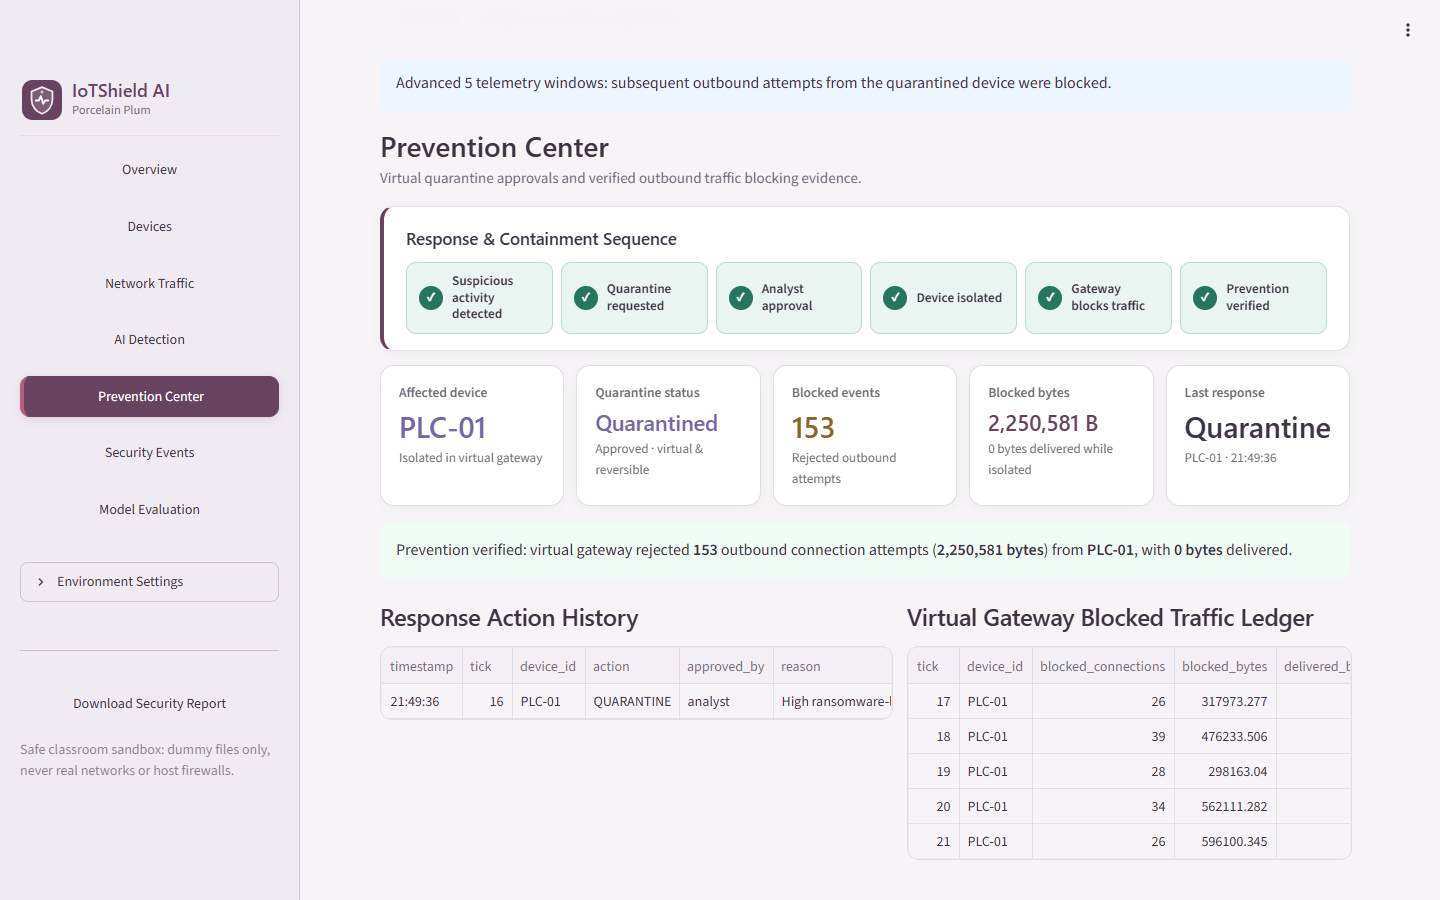 IoTShield AI
Porcelain Plum
Overview
Devices
Network Traffic
AI Detection
Prevention Center
Security Events
Model Evaluation
Environment Settings
Download Security Report
Safe classroom sandbox: dummy files only,
never real networks or host firewalls.
Advanced 5 telemetry windows: subsequent outbound attempts from the quarantined device were blocked.
Prevention Center
Virtual quarantine approvals and verified outbound traffic blocking evidence.
Response & Containment Sequence
Suspicious
activity
detected
Quarantine
requested
Analyst
approval
Device isolated
Gateway
blocks traffic
Prevention
verified
Affected device
PLC-01
Isolated in virtual gateway
Quarantine status
Quarantined
Approved · virtual &
reversible
Blocked events
153
Rejected outbound
attempts
Blocked bytes
2,250,581 B
0 bytes delivered while
isolated
Last response
Quarantine
PLC-01 · 21:49:36
Prevention verified: virtual gateway rejected 153 outbound connection attempts (2,250,581 bytes) from PLC-01, with 0 bytes delivered.
Response Action History
timestamp tick device_id action approved_by reason
21:49:36 16 PLC-01 QUARANTINE analyst High ransomware-l
Virtual Gateway Blocked Traffic Ledger
tick device_id blocked_connections blocked_bytes delivered_b
17 PLC-01 26 317973.277
18 PLC-01 39 476233.506
19 PLC-01 28 298163.04
20 PLC-01 34 562111.282
21 PLC-01 26 596100.345